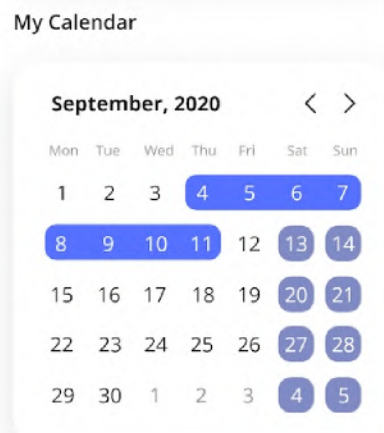 My Calendar
September, 2020 < >
Mon Tue Wed Thu Fri Sat Sun
1 2 3 4 5 6 7
8 9 10 11 12 13 14
15 16 17 18 19 20 21
22 23 24 25 26 27 28
29 30 1 2 3 4 5